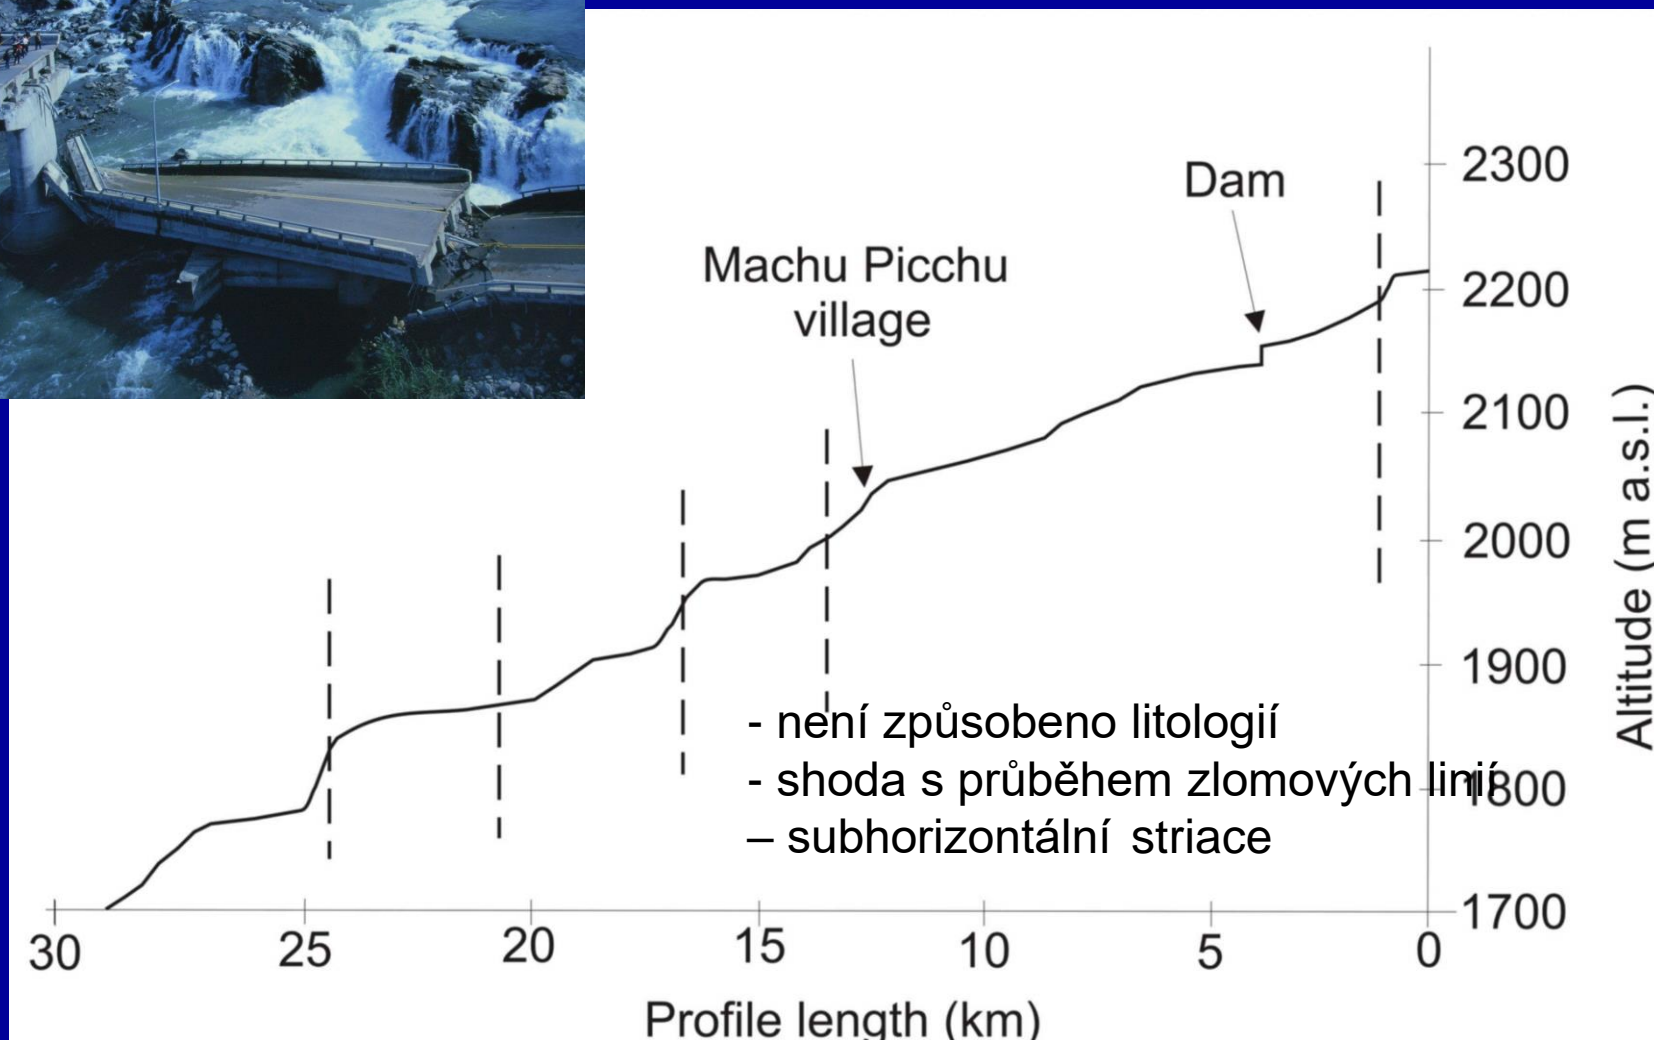 Dam
Machu Picchu
village
2300
2200
2100
2000
1900
1800
1700
Altitude (m a.s.l.)
- není způsobeno litologií
- shoda s průběhem zlomových linií
– subhorizontální striace
30 25 20 15 10 5 0
Profile length (km)